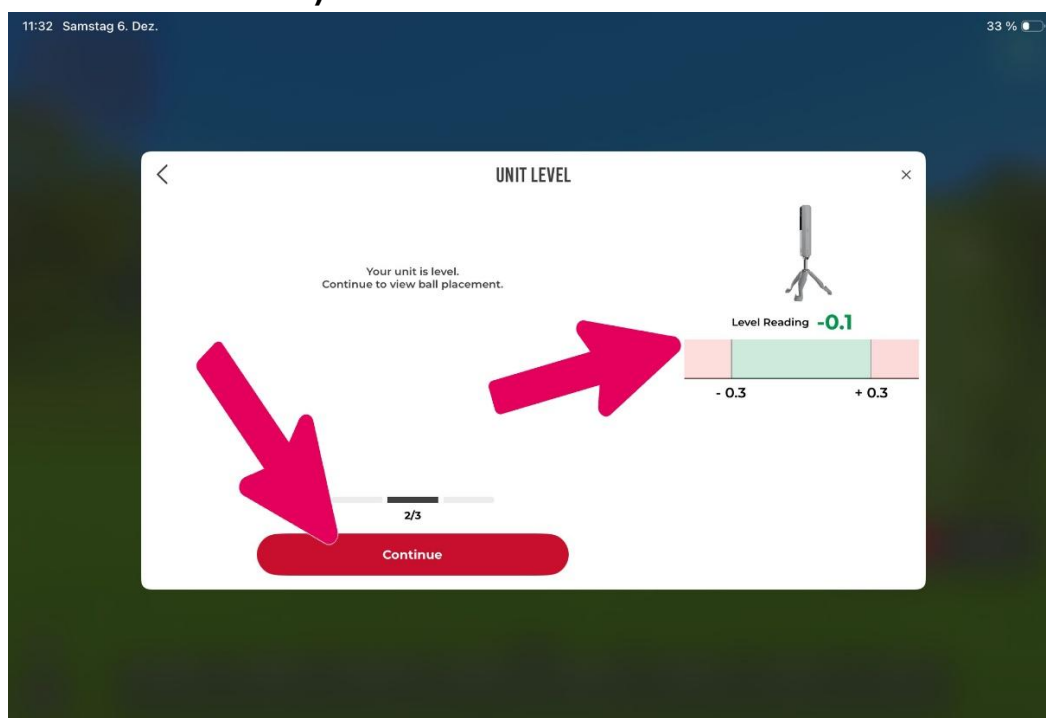 11:32 Samstag 6. Dez.
33 %
UNIT LEVEL
Your unit is level.
Continue to view ball placement.
Level Reading -0.1
- 0.3
+ 0.3
2/3
Continue